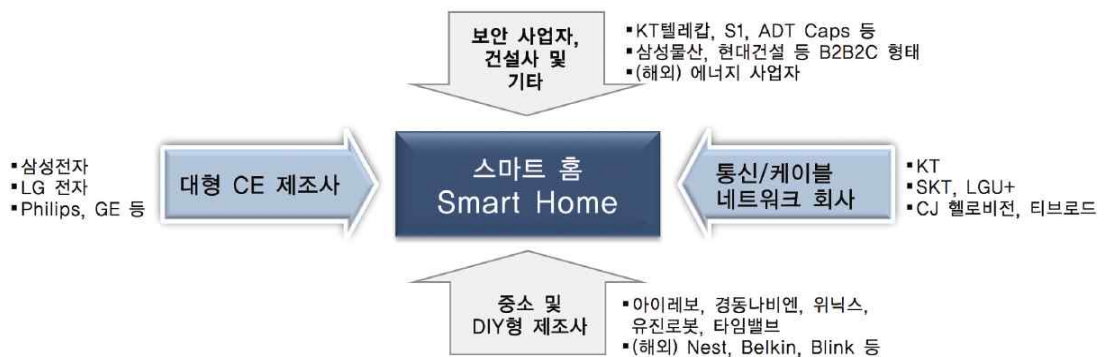 보안 사업자,
건설사 및
기타
▪KT텔레캅, S1, ADT Caps 등
▪삼성물산, 현대건설 등 B2B2C 형태
▪(해외) 에너지 사업자
▪삼성전자
▪LG 전자
▪Philips, GE 등
대형 CE 제조사
스마트 홈
Smart Home
통신/케이블
네트워크 회사
▪KT
▪SKT, LGU+
▪CJ 헬로비전, 티브로드
중소 및
DIY형 제조사
▪아이레보, 경동나비엔, 위닉스,
유진로봇, 타임밸브
▪(해외) Nest, Belkin, Blink 등